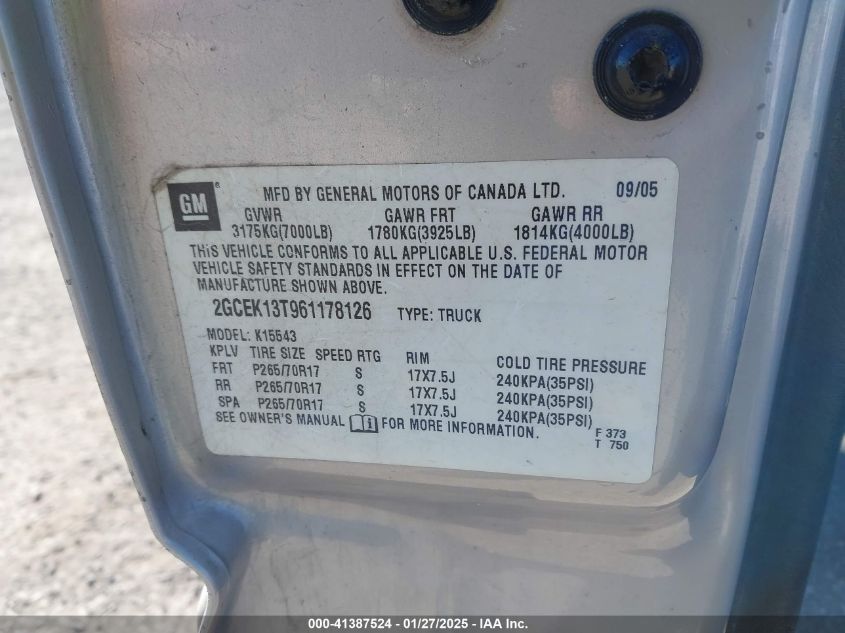 GM ® MFD BY GENERAL MOTORS OF CANADA LTD. 09/05
GVWR GAWR FRT GAWR RR
3175KG(7000LB) 1780KG(3925LB) 1814KG(4000LB)
THIS VEHICLE CONFORMS TO ALL APPLICABLE U.S. FEDERAL MOTOR
VEHICLE SAFETY STANDARDS IN EFFECT ON THE DATE OF
MANUFACTURE SHOWN ABOVE.
2GCEK13T961178126 TYPE: TRUCK
MODEL: K15543
KPLV TIRE SIZE SPEED RTG RIM COLD TIRE PRESSURE
FRT P265/70R17 S 17X7.5J 240KPA(35PSI)
RR P265/70R17 S 17X7.5J 240KPA(35PSI)
SPA P265/70R17 S 17X7.5J 240KPA(35PSI)
SEE OWNER'S MANUAL FOR MORE INFORMATION.
F 373
T 750
000-41387524 - 01/27/2025 - IAA Inc.